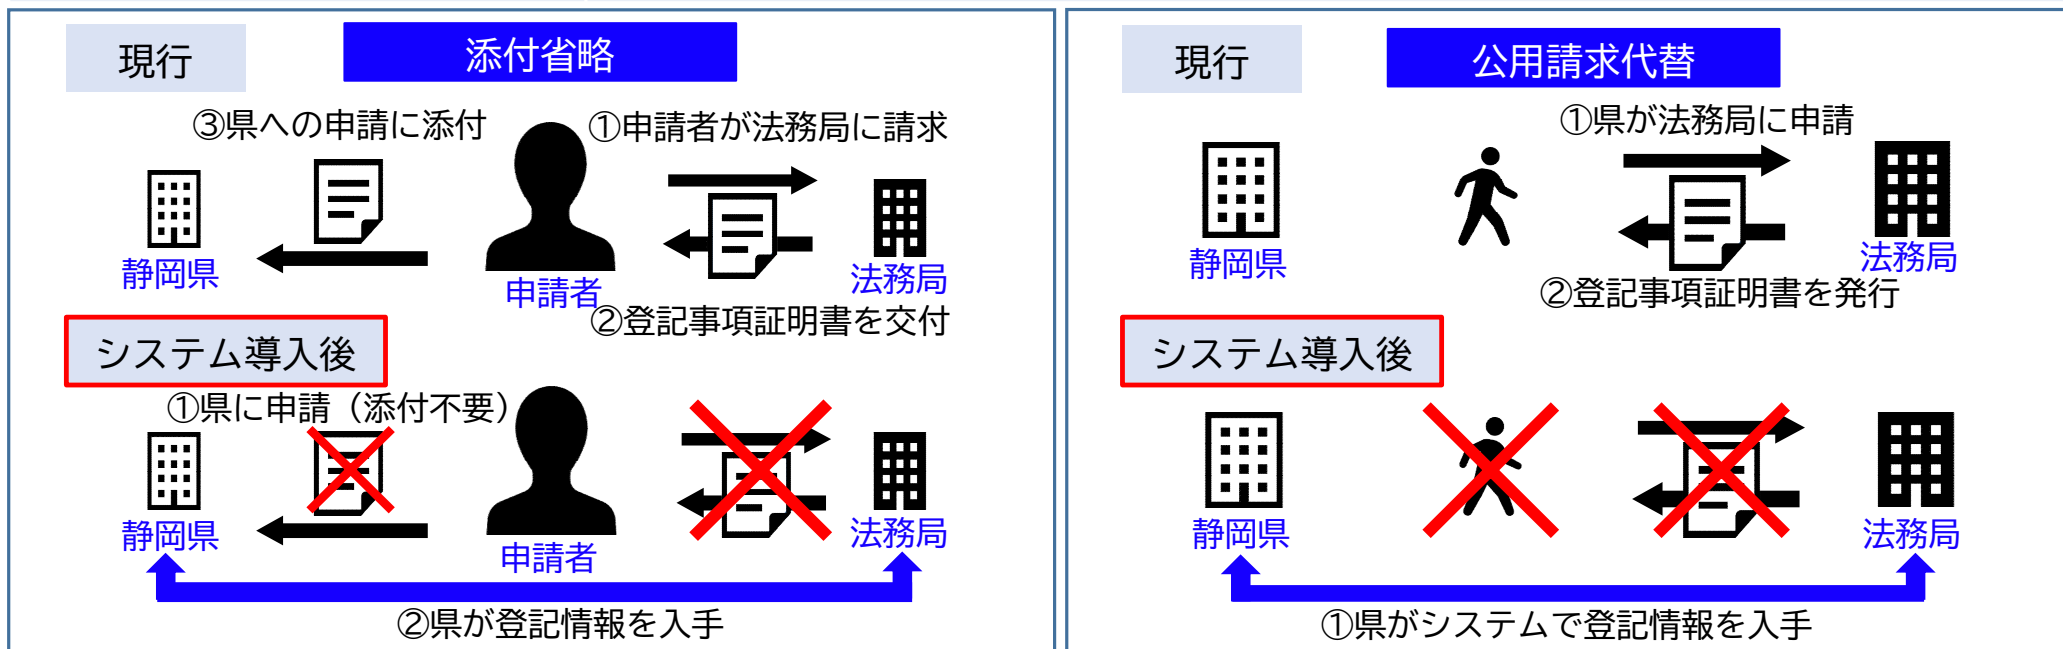 現行
添付省略
③県への申請に添付
①申請者が法務局に請求
静岡県
申請者
法務局
②登記事項証明書を交付
システム導入後
①県に申請（添付不要）
静岡県
申請者
法務局
②県が登記情報を入手
現行
公用請求代替
①県が法務局に申請
静岡県
法務局
②登記事項証明書を発行
システム導入後
静岡県
法務局
①県がシステムで登記情報を入手